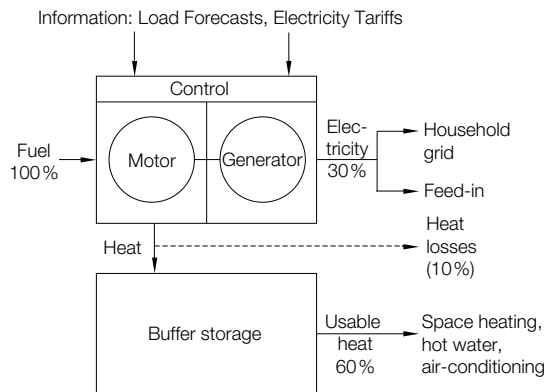 Information: Load Forecasts, Electricity Tariffs
Control
Fuel
100%
Motor
Generator
Elec-
tricity
30%
Household
grid
Feed-in
Heat
Heat
losses
(10%)
Buffer storage
Usable
heat
60%
Space heating,
hot water,
air-conditioning